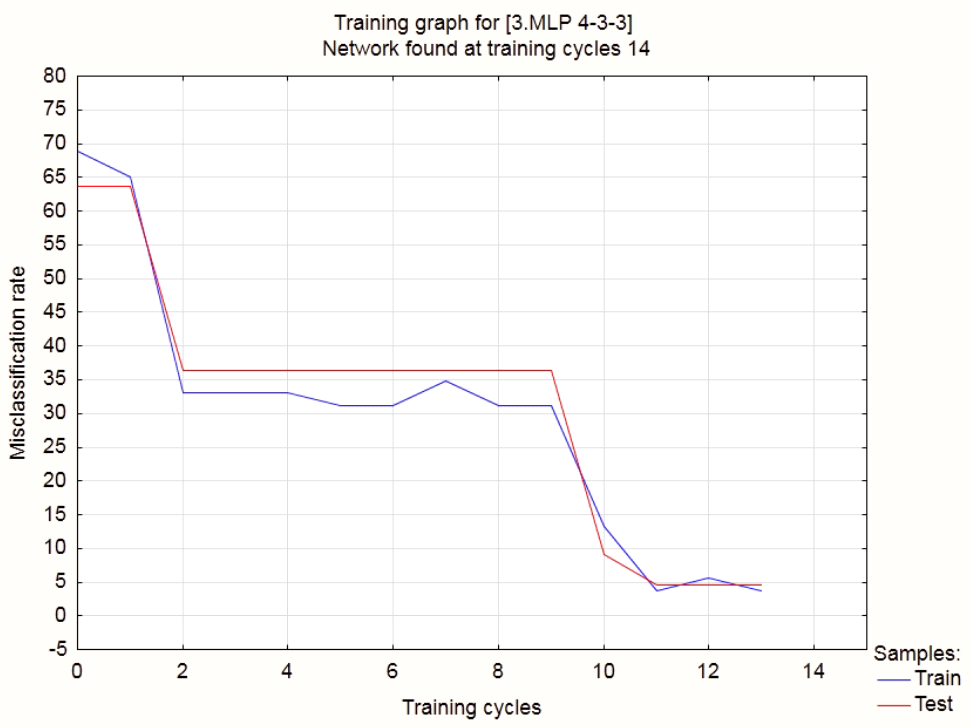 Training graph for [3.MLP 4-3-3]
Network found at training cycles 14
80
75
70
65
60
55
50
45
40
35
30
25
20
15
10
5
0
-5
Misclassification rate
0 2 4 6 8 10 12 14
Training cycles
Samples:
Train
Test